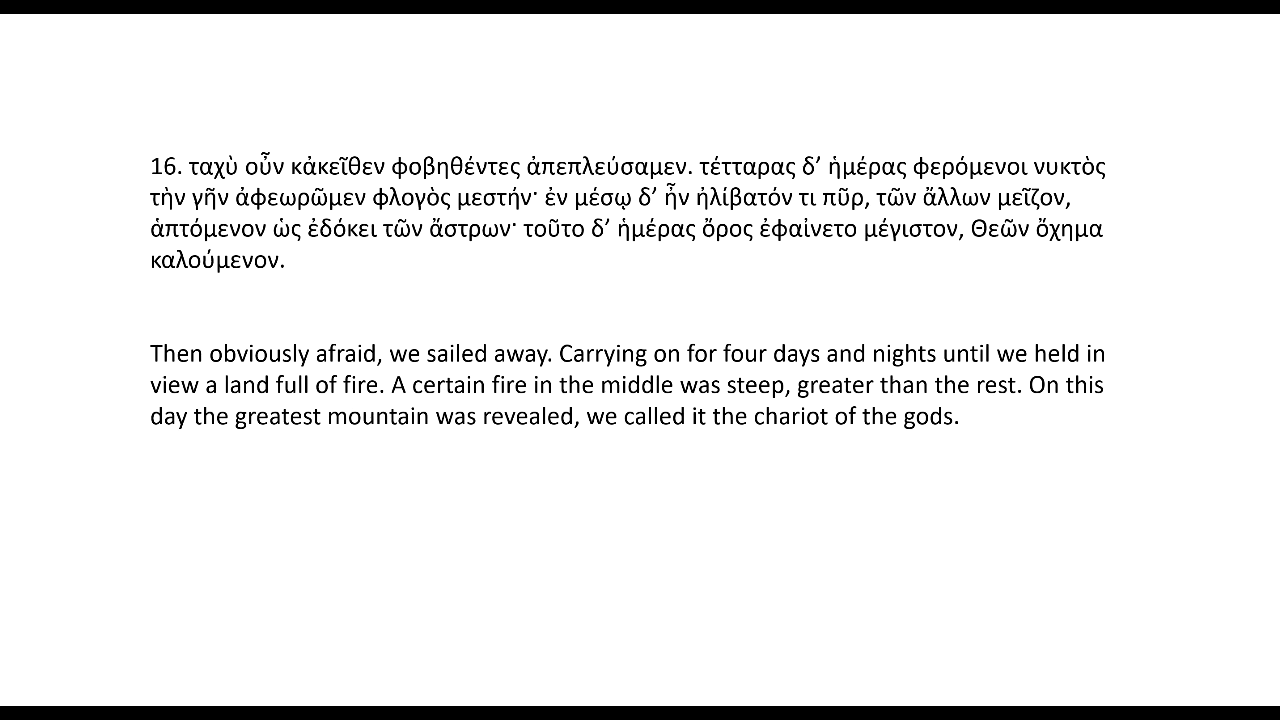 16. ταχὺ οὖν κἀκεῖθεν φοβηθέντες ἀπεπλεύσαμεν. τέτταρας δ’ ἡμέρας φερόμενοι νυκτὸς
τὴν γῆν ἀφεωρῶμεν φλογὸς μεστήν· ἐν μέσῳ δ’ ἦν ἠλίβατόν τι πῦρ, τῶν ἄλλων μεῖζον,
ἁπτόμενον ὡς ἐδόκει τῶν ἄστρων· τοῦτο δ’ ἡμέρας ὄρος ἐφαίνετο μέγιστον, Θεῶν ὄχημα
καλούμενον.
Then obviously afraid, we sailed away. Carrying on for four days and nights until we held in
view a land full of fire. A certain fire in the middle was steep, greater than the rest. On this
day the greatest mountain was revealed, we called it the chariot of the gods.